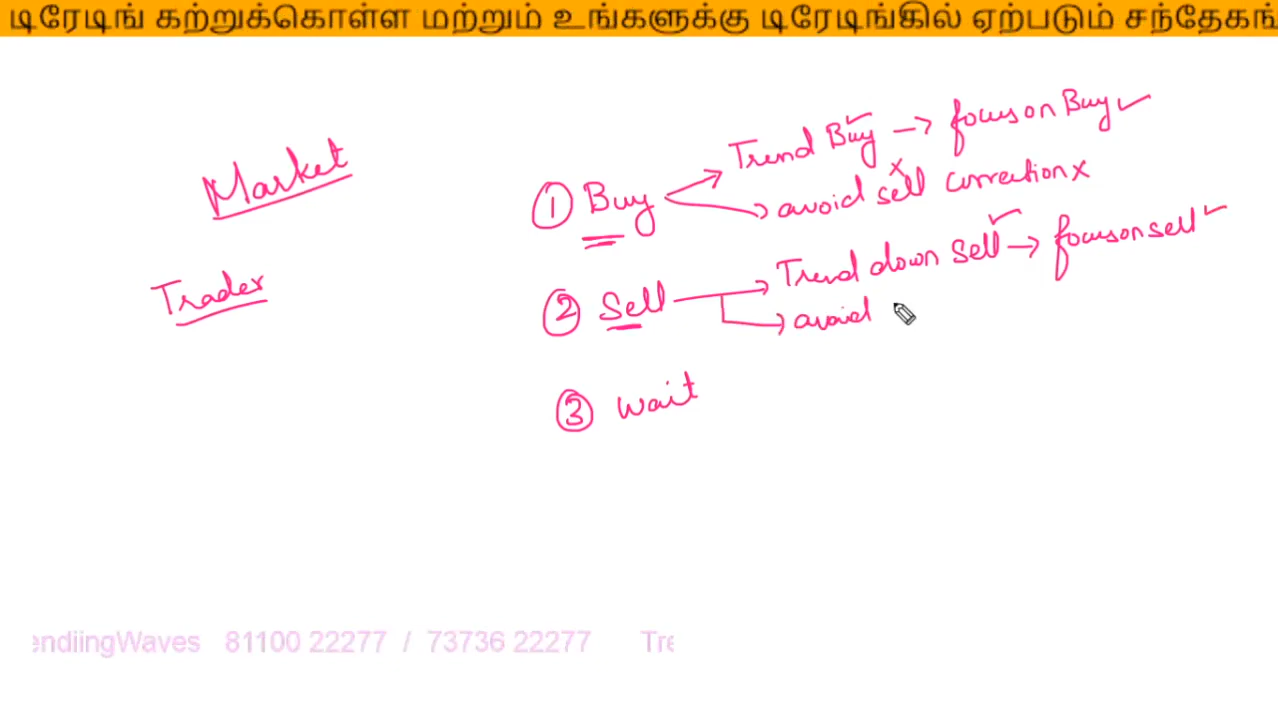 டிரேடிங் கற்றுக்கொள்ள மற்றும் உங்களுக்கு டிரேடிங்கில் ஏற்படும் சந்தேகங்
Market
Trader
① Buy
Trend Buy → focus on Buy ✓
→ avoid sell correction x
② Sell
→ Trend down sell → focus on sell ✓
→ avoid
③ wait
endiingWaves 81100 22277 / 73736 22277 Tre